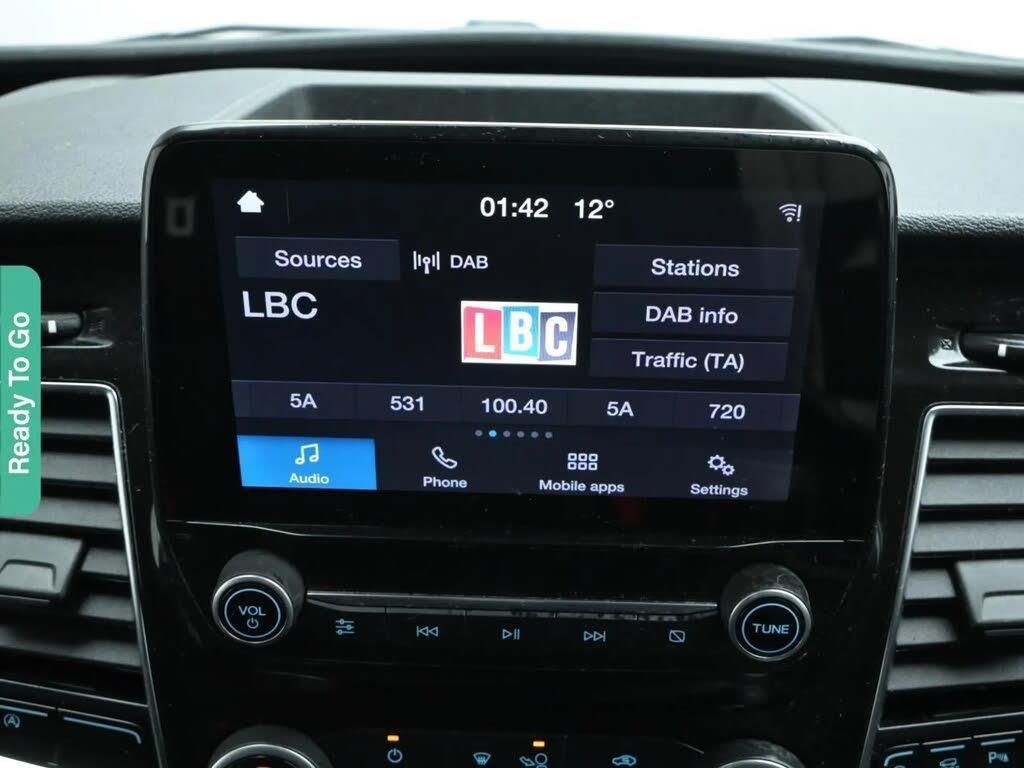 01:42 12°
Sources DAB Stations
LBC
LBC
DAB info
Traffic (TA)
5A 531 100.40 5A 720
Audio Phone Mobile apps Settings
Ready To Go
VOL
TUNE
A
P